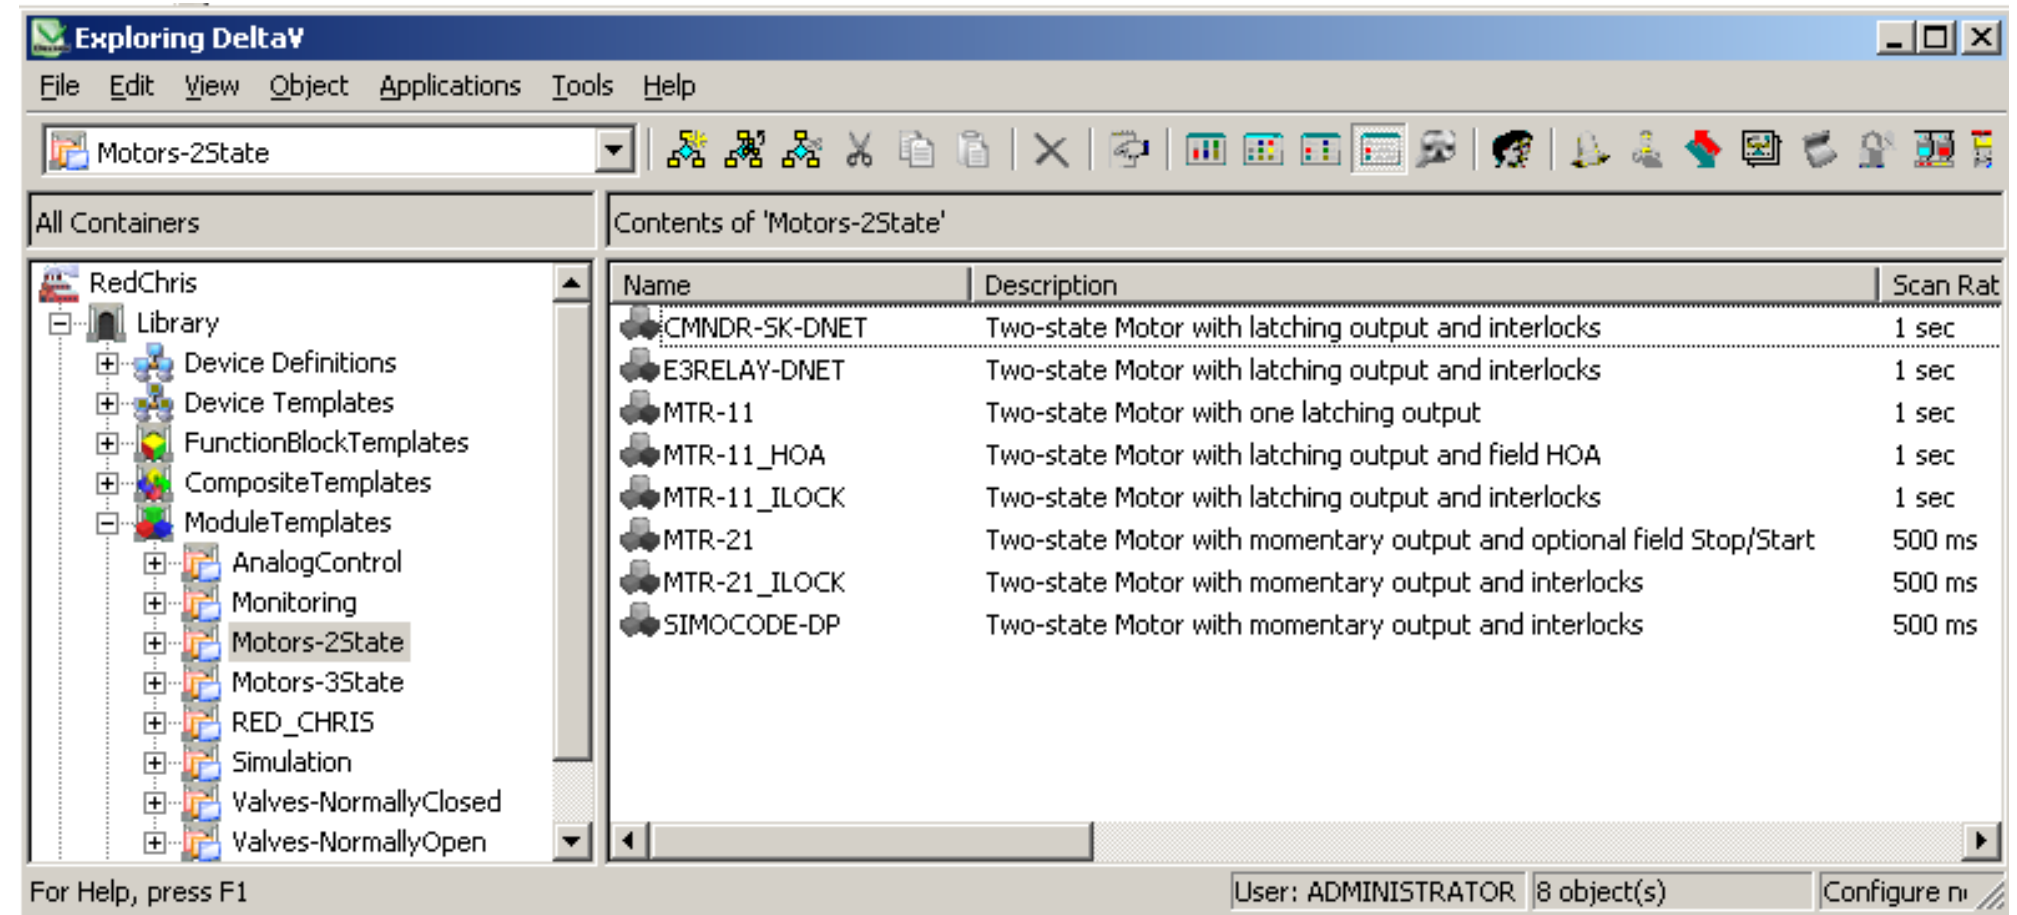 Exploring DeltaV
File Edit View Object Applications Tools Help
Motors-2State
All Containers
Contents of 'Motors-2State'
RedChris
Library
Device Definitions
Device Templates
FunctionBlockTemplates
CompositeTemplates
ModuleTemplates
AnalogControl
Monitoring
Motors-2State
Motors-3State
RED_CHRIS
Simulation
Valves-NormallyClosed
Valves-NormallyOpen
Name Description Scan Rat
CMNDR-SK-DNET Two-state Motor with latching output and interlocks 1 sec
E3RELAY-DNET Two-state Motor with latching output and interlocks 1 sec
MTR-11 Two-state Motor with one latching output 1 sec
MTR-11_HOA Two-state Motor with latching output and field HOA 1 sec
MTR-11_ILOCK Two-state Motor with latching output and interlocks 1 sec
MTR-21 Two-state Motor with momentary output and optional field Stop/Start 500 ms
MTR-21_ILOCK Two-state Motor with momentary output and interlocks 500 ms
SIMOCODE-DP Two-state Motor with momentary output and interlocks 500 ms
For Help, press F1 User: ADMINISTRATOR 8 object(s) Configure